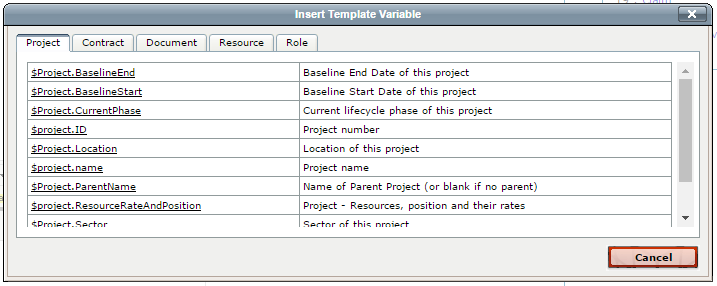 Insert Template Variable
Project Contract Document Resource Role
$Project.BaselineEnd Baseline End Date of this project
$Project.BaselineStart Baseline Start Date of this project
$Project.CurrentPhase Current lifecycle phase of this project
$project.ID Project number
$Project.Location Location of this project
$project.name Project name
$Project.ParentName Name of Parent Project (or blank if no parent)
$project.ResourceRateAndPosition Project - Resources, position and their rates
$Project.Sector Sector of this project
Cancel